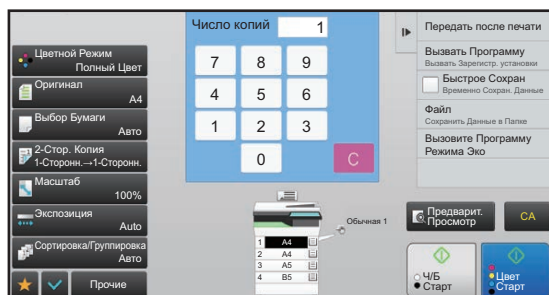 Цветной Режим
Полный Цвет
Оригинал
A4
Выбор Бумаги
Авто
2-Стор. Копия
1-Сторонн.→1-Сторонн.
Масштаб
100%
Экспозиция
Auto
Сортировка/Группировка
Авто
Прочие
Число копий 1
7 8 9
4 5 6
1 2 3
0 C
Обычная 1
1 A4
2 A4
3 A5
4 B5
Передать после печати
Вызвать Программу
Вызвать Зарегистр. установки
Быстрое Сохран
Временно Сохран. Данные
Файл
Сохранить Данные в Папке
Вызовите Программу
Режима Эко
Предварит.
Просмотр
CA
Ч/Б
Старт
Цвет
Старт